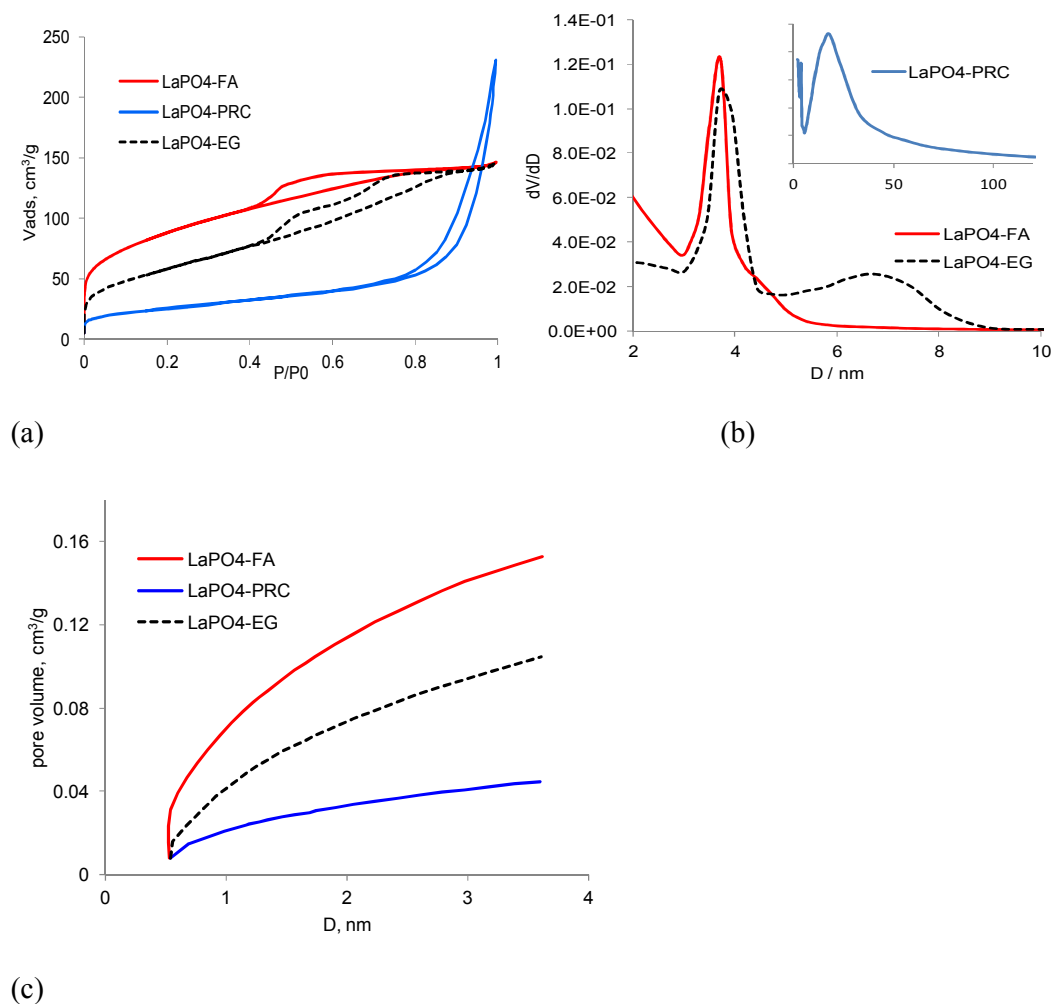 250
200
150
100
50
0
Vads, cm³/g
LaPO4-FA
LaPO4-PRC
LaPO4-EG
0 0.2 0.4 0.6 0.8 1
P/P0
(a)
1.4E-01
1.2E-01
1.0E-01
8.0E-02
6.0E-02
4.0E-02
2.0E-02
0.0E+00
dV/dD
LaPO4-PRC
0 50 100
LaPO4-FA
LaPO4-EG
2 4 6 8 10
D / nm
(b)
0.16
0.12
0.08
0.04
0
pore volume, cm³/g
LaPO4-FA
LaPO4-PRC
LaPO4-EG
0 1 2 3 4
D, nm
(c)